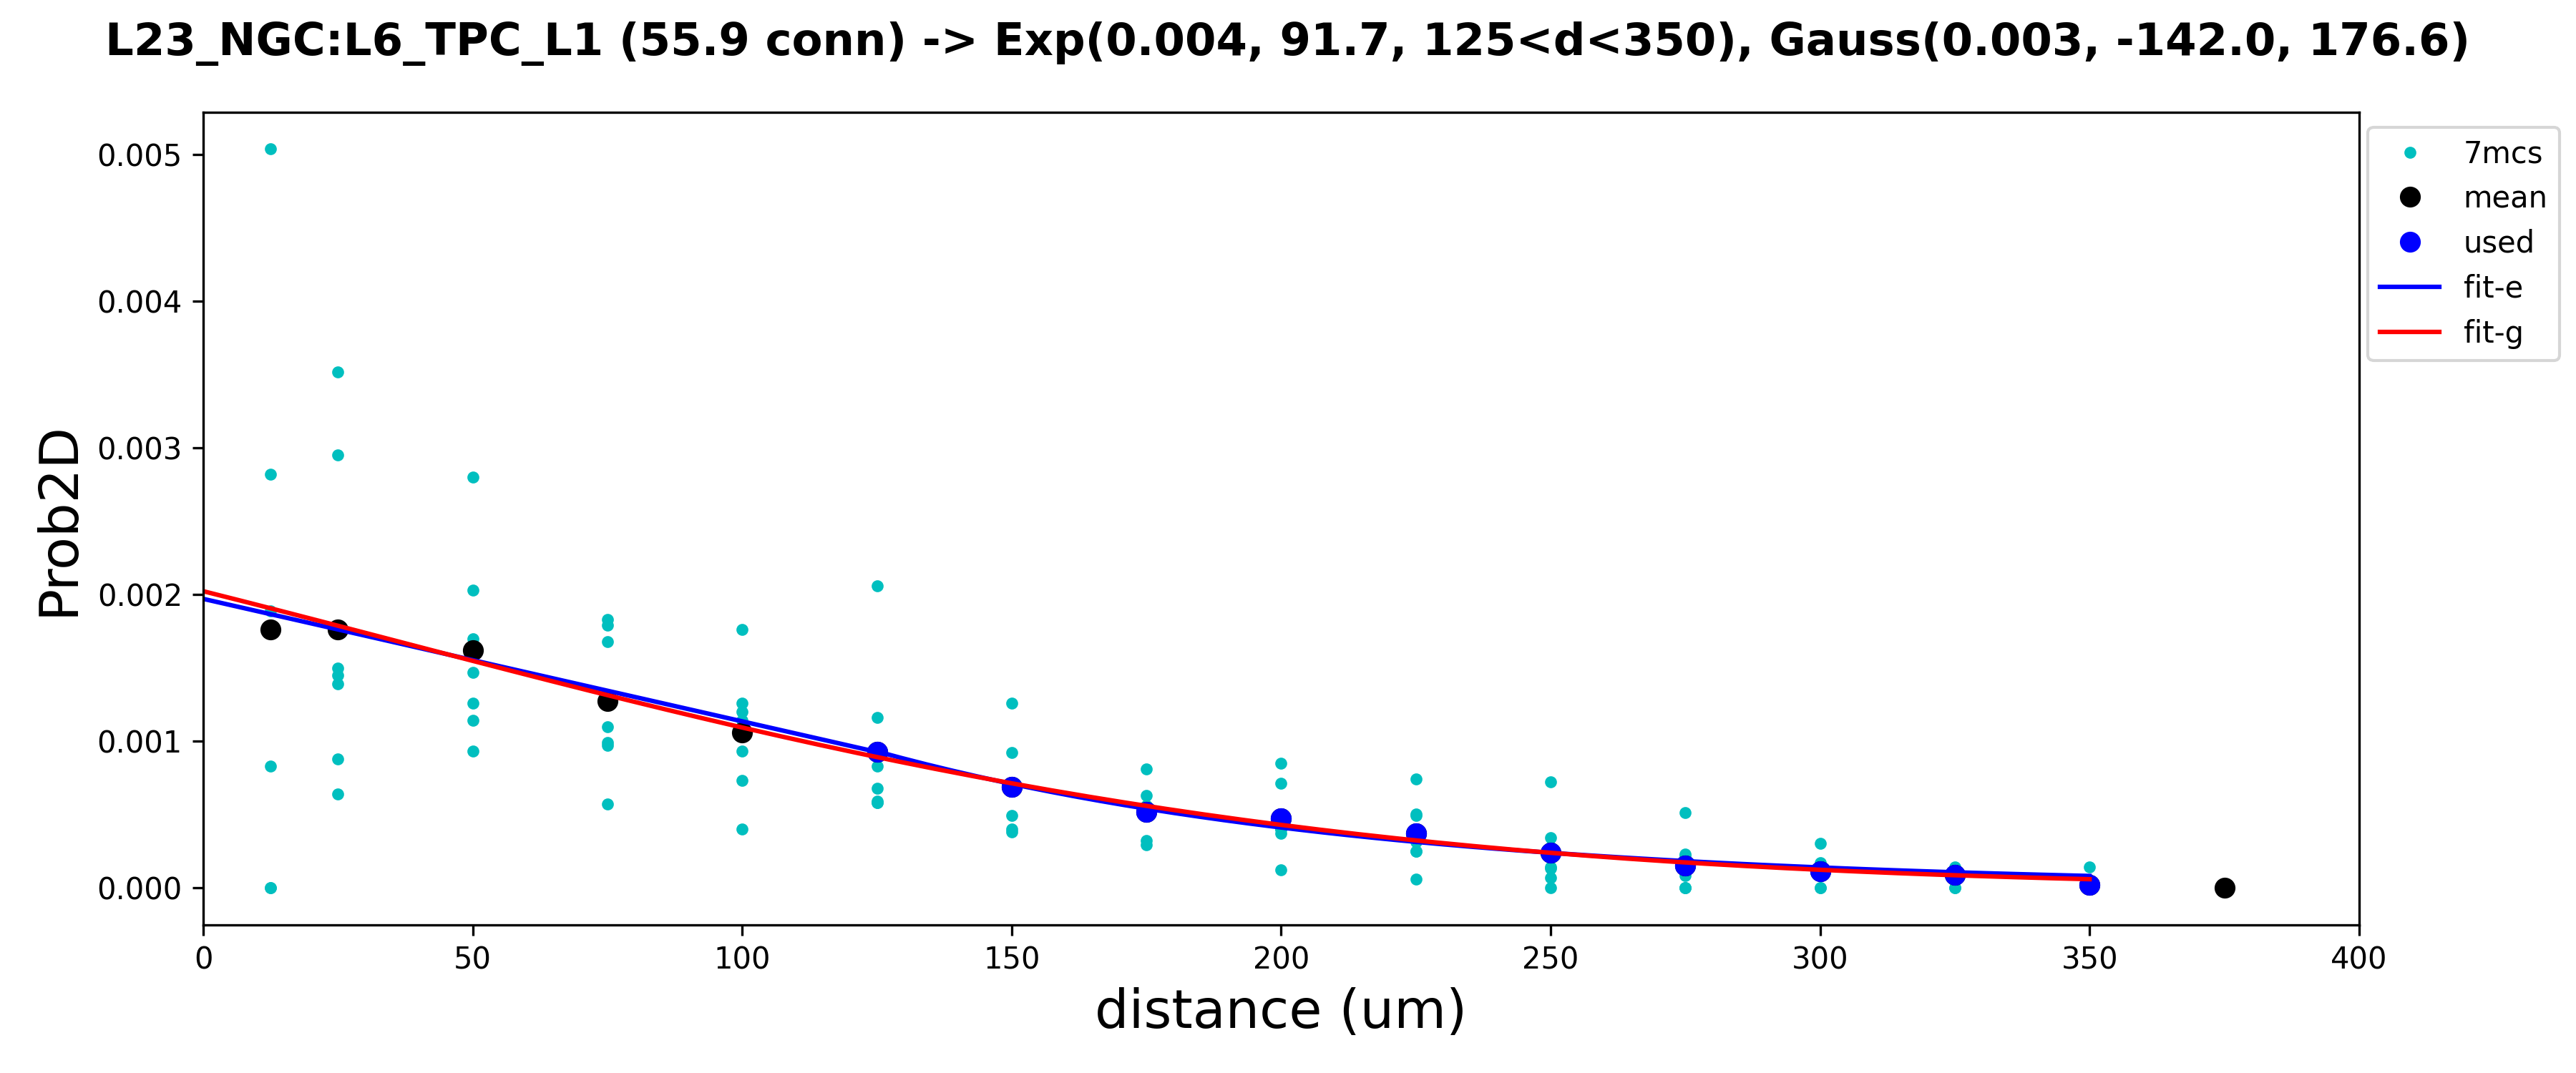 L23_NGC:L6_TPC_L1 (55.9 conn) -> Exp(0.004, 91.7, 125<d<350), Gauss(0.003, -142.0, 176.6)
7mcs
mean
used
fit-e
fit-g
Prob2D
0.005
0.004
0.003
0.002
0.001
0.000
0 50 100 150 200 250 300 350 400
distance (um)